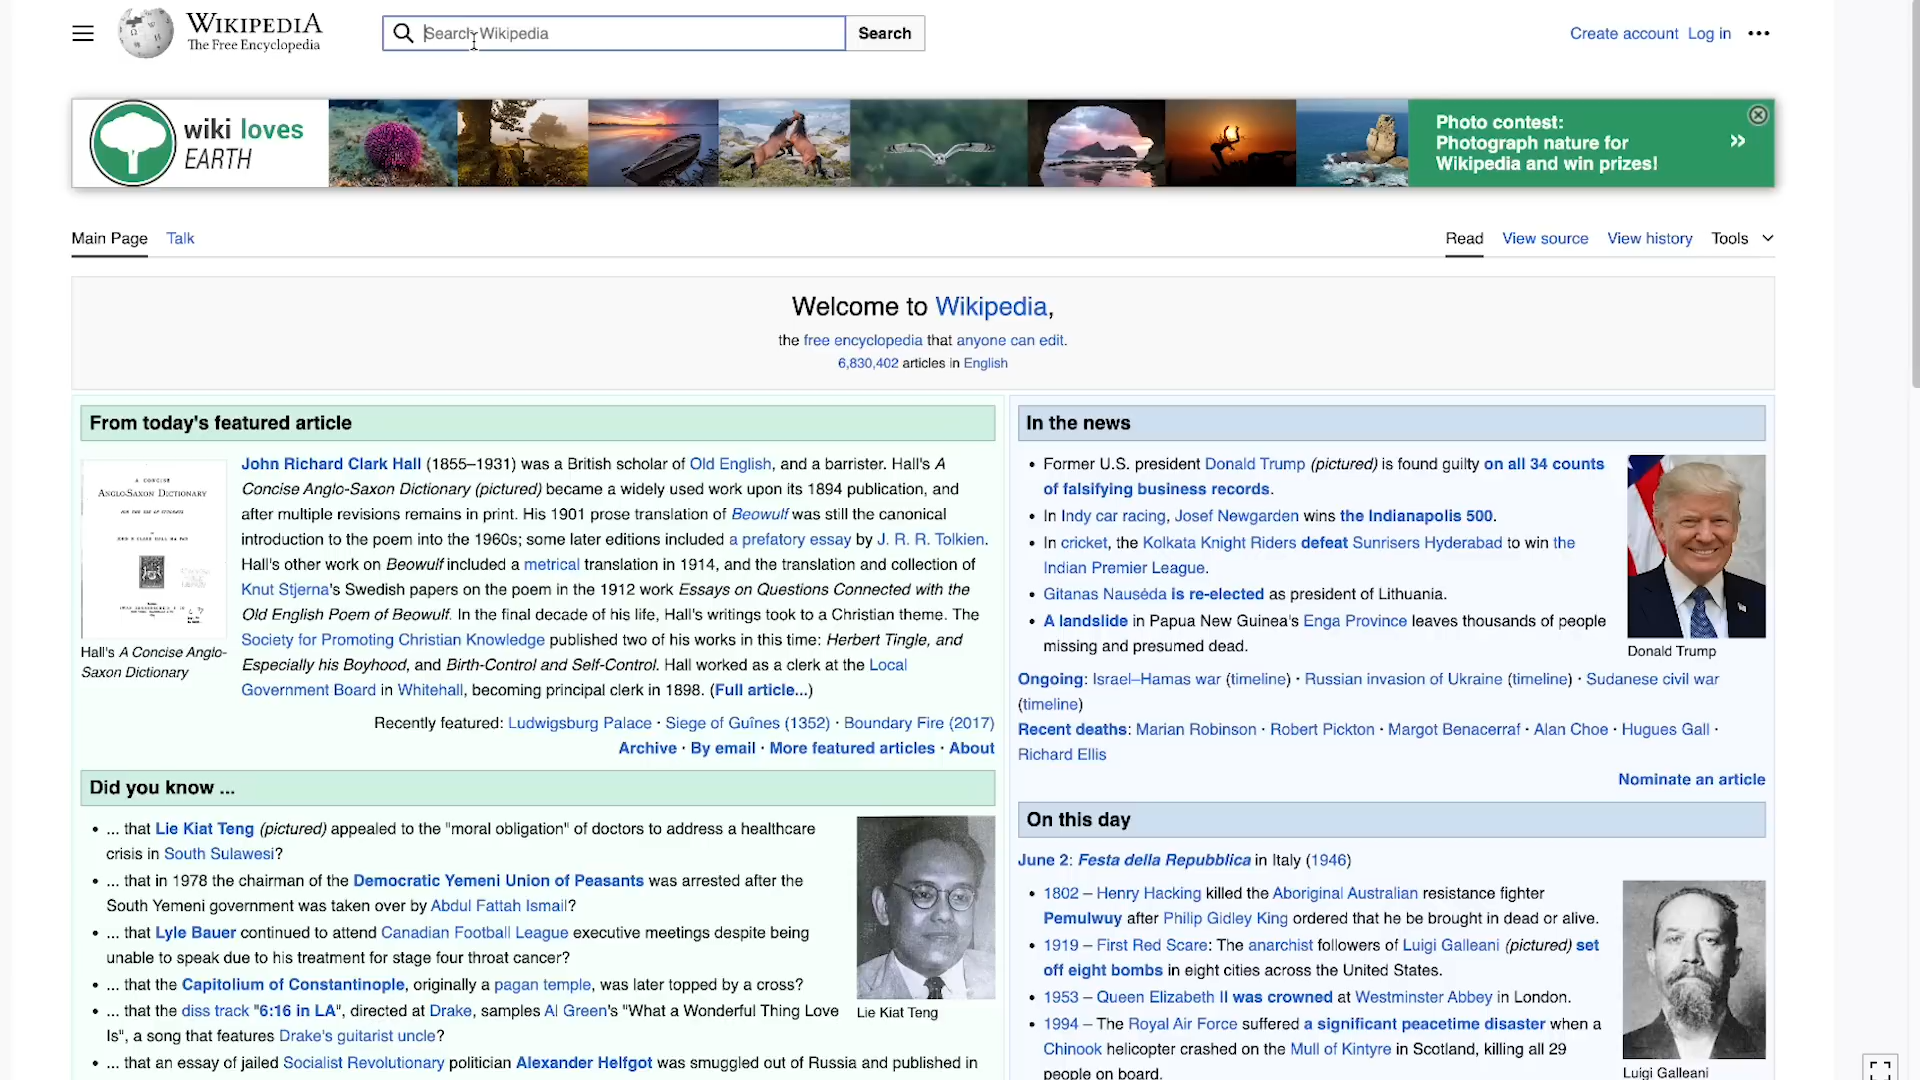 WIKIPEDIA
The Free Encyclopedia
Search Wikipedia
Search
Create account Log in
wiki loves
EARTH
Photo contest:
Photograph nature for
Wikipedia and win prizes!
Main Page Talk
Read View source View history Tools
Welcome to Wikipedia,
the free encyclopedia that anyone can edit.
6,830,402 articles in English
From today's featured article
A CONCISE
ANGLO-SAXON DICTIONARY
John Richard Clark Hall (1855–1931) was a British scholar of Old English, and a barrister. Hall's A
Concise Anglo-Saxon Dictionary (pictured) became a widely used work upon its 1894 publication, and
after multiple revisions remains in print. His 1901 prose translation of Beowulf was still the canonical
introduction to the poem into the 1960s; some later editions included a prefatory essay by J. R. R. Tolkien.
Hall's other work on Beowulf included a metrical translation in 1914, and the translation and collection of
Knut Stjerna's Swedish papers on the poem in the 1912 work Essays on Questions Connected with the
Old English Poem of Beowulf. In the final decade of his life, Hall's writings took to a Christian theme. The
Society for Promoting Christian Knowledge published two of his works in this time: Herbert Tingle, and
Especially his Boyhood, and Birth-Control and Self-Control. Hall worked as a clerk at the Local
Government Board in Whitehall, becoming principal clerk in 1898. (Full article...)
Hall's A Concise Anglo-
Saxon Dictionary
Recently featured: Ludwigsburg Palace · Siege of Guînes (1352) · Boundary Fire (2017)
Archive · By email · More featured articles · About
Did you know ...
... that Lie Kiat Teng (pictured) appealed to the "moral obligation" of doctors to address a healthcare
crisis in South Sulawesi?
... that in 1978 the chairman of the Democratic Yemeni Union of Peasants was arrested after the
South Yemeni government was taken over by Abdul Fattah Ismail?
... that Lyle Bauer continued to attend Canadian Football League executive meetings despite being
unable to speak due to his treatment for stage four throat cancer?
... that the Capitolium of Constantinople, originally a pagan temple, was later topped by a cross?
... that the diss track "6:16 in LA", directed at Drake, samples Al Green's "What a Wonderful Thing Love
Is", a song that features Drake's guitarist uncle?
... that an essay of jailed Socialist Revolutionary politician Alexander Helfgot was smuggled out of Russia and published in
Lie Kiat Teng
In the news
Former U.S. president Donald Trump (pictured) is found guilty on all 34 counts
of falsifying business records.
In Indy car racing, Josef Newgarden wins the Indianapolis 500.
In cricket, the Kolkata Knight Riders defeat Sunrisers Hyderabad to win the
Indian Premier League.
Gitanas Nausėda is re-elected as president of Lithuania.
A landslide in Papua New Guinea's Enga Province leaves thousands of people
missing and presumed dead.
Donald Trump
Ongoing: Israel–Hamas war (timeline) · Russian invasion of Ukraine (timeline) · Sudanese civil war
(timeline)
Recent deaths: Marian Robinson · Robert Pickton · Margot Benacerraf · Alan Choe · Hugues Gall ·
Richard Ellis
Nominate an article
On this day
June 2: Festa della Repubblica in Italy (1946)
1802 – Henry Hacking killed the Aboriginal Australian resistance fighter
Pemulwuy after Philip Gidley King ordered that he be brought in dead or alive.
1919 – First Red Scare: The anarchist followers of Luigi Galleani (pictured) set
off eight bombs in eight cities across the United States.
1953 – Queen Elizabeth II was crowned at Westminster Abbey in London.
1994 – The Royal Air Force suffered a significant peacetime disaster when a
Chinook helicopter crashed on the Mull of Kintyre in Scotland, killing all 29
people on board.
Luigi Galleani